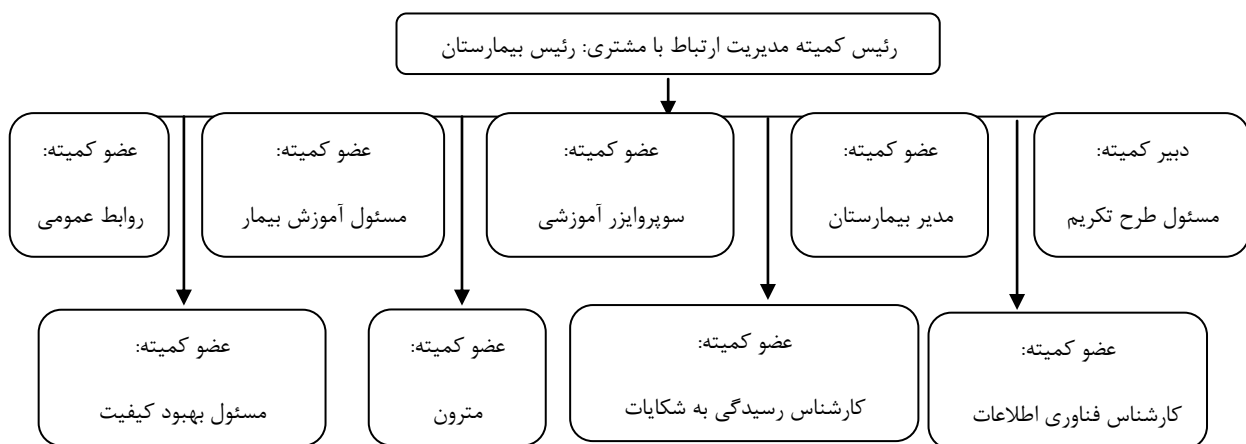 رئیس کمیته مدیریت ارتباط با مشتری: رئیس بیمارستان
دبیر کمیته:
مسئول طرح تکریم
عضو کمیته:
مدیر بیمارستان
عضو کمیته:
سوپروایزر آموزشی
عضو کمیته:
مسئول آموزش بیمار
عضو کمیته:
روابط عمومی
عضو کمیته:
کارشناس فناوری اطلاعات
عضو کمیته:
کارشناس رسیدگی به شکایات
عضو کمیته:
مترون
عضو کمیته:
مسئول بهبود کیفیت